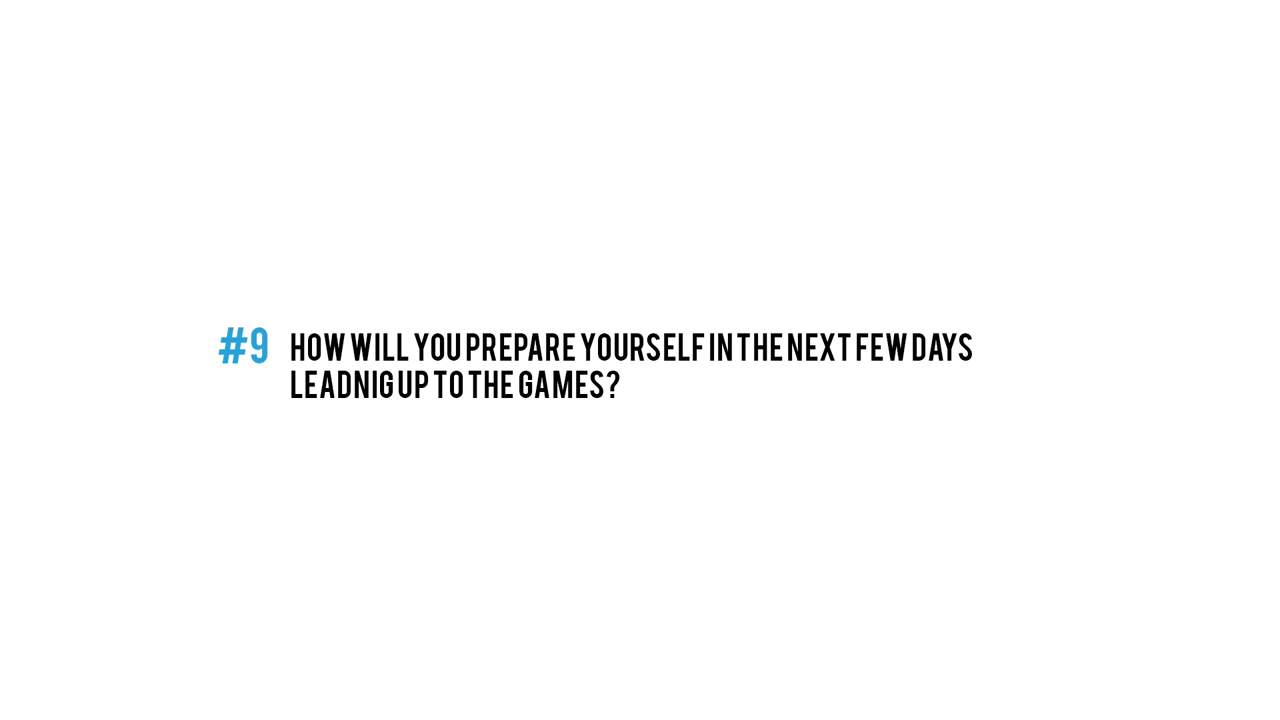 #9 HOW WILL YOU PREPARE YOURSELF IN THE NEXT FEW DAYS
LEADNIG UP TO THE GAMES?